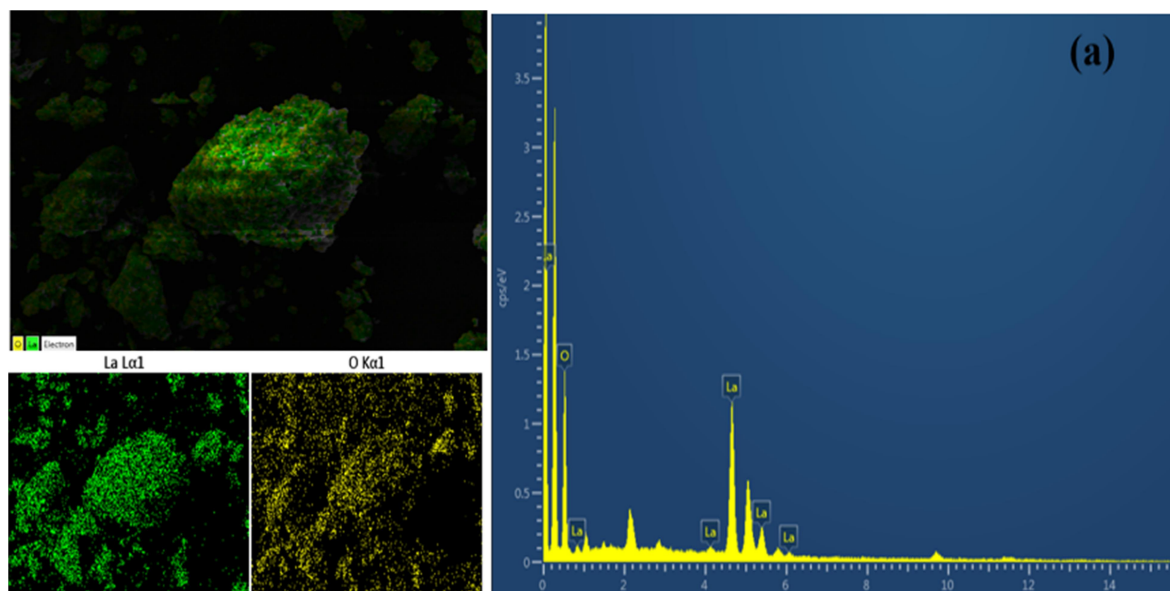 O La Electron
La Lα1
O Kα1
(a)
cps/eV
3.5
3
2.5
2
1.5
1
0.5
0
a
O
La
La
La
La
La
0 2 4 6 8 10 12 14